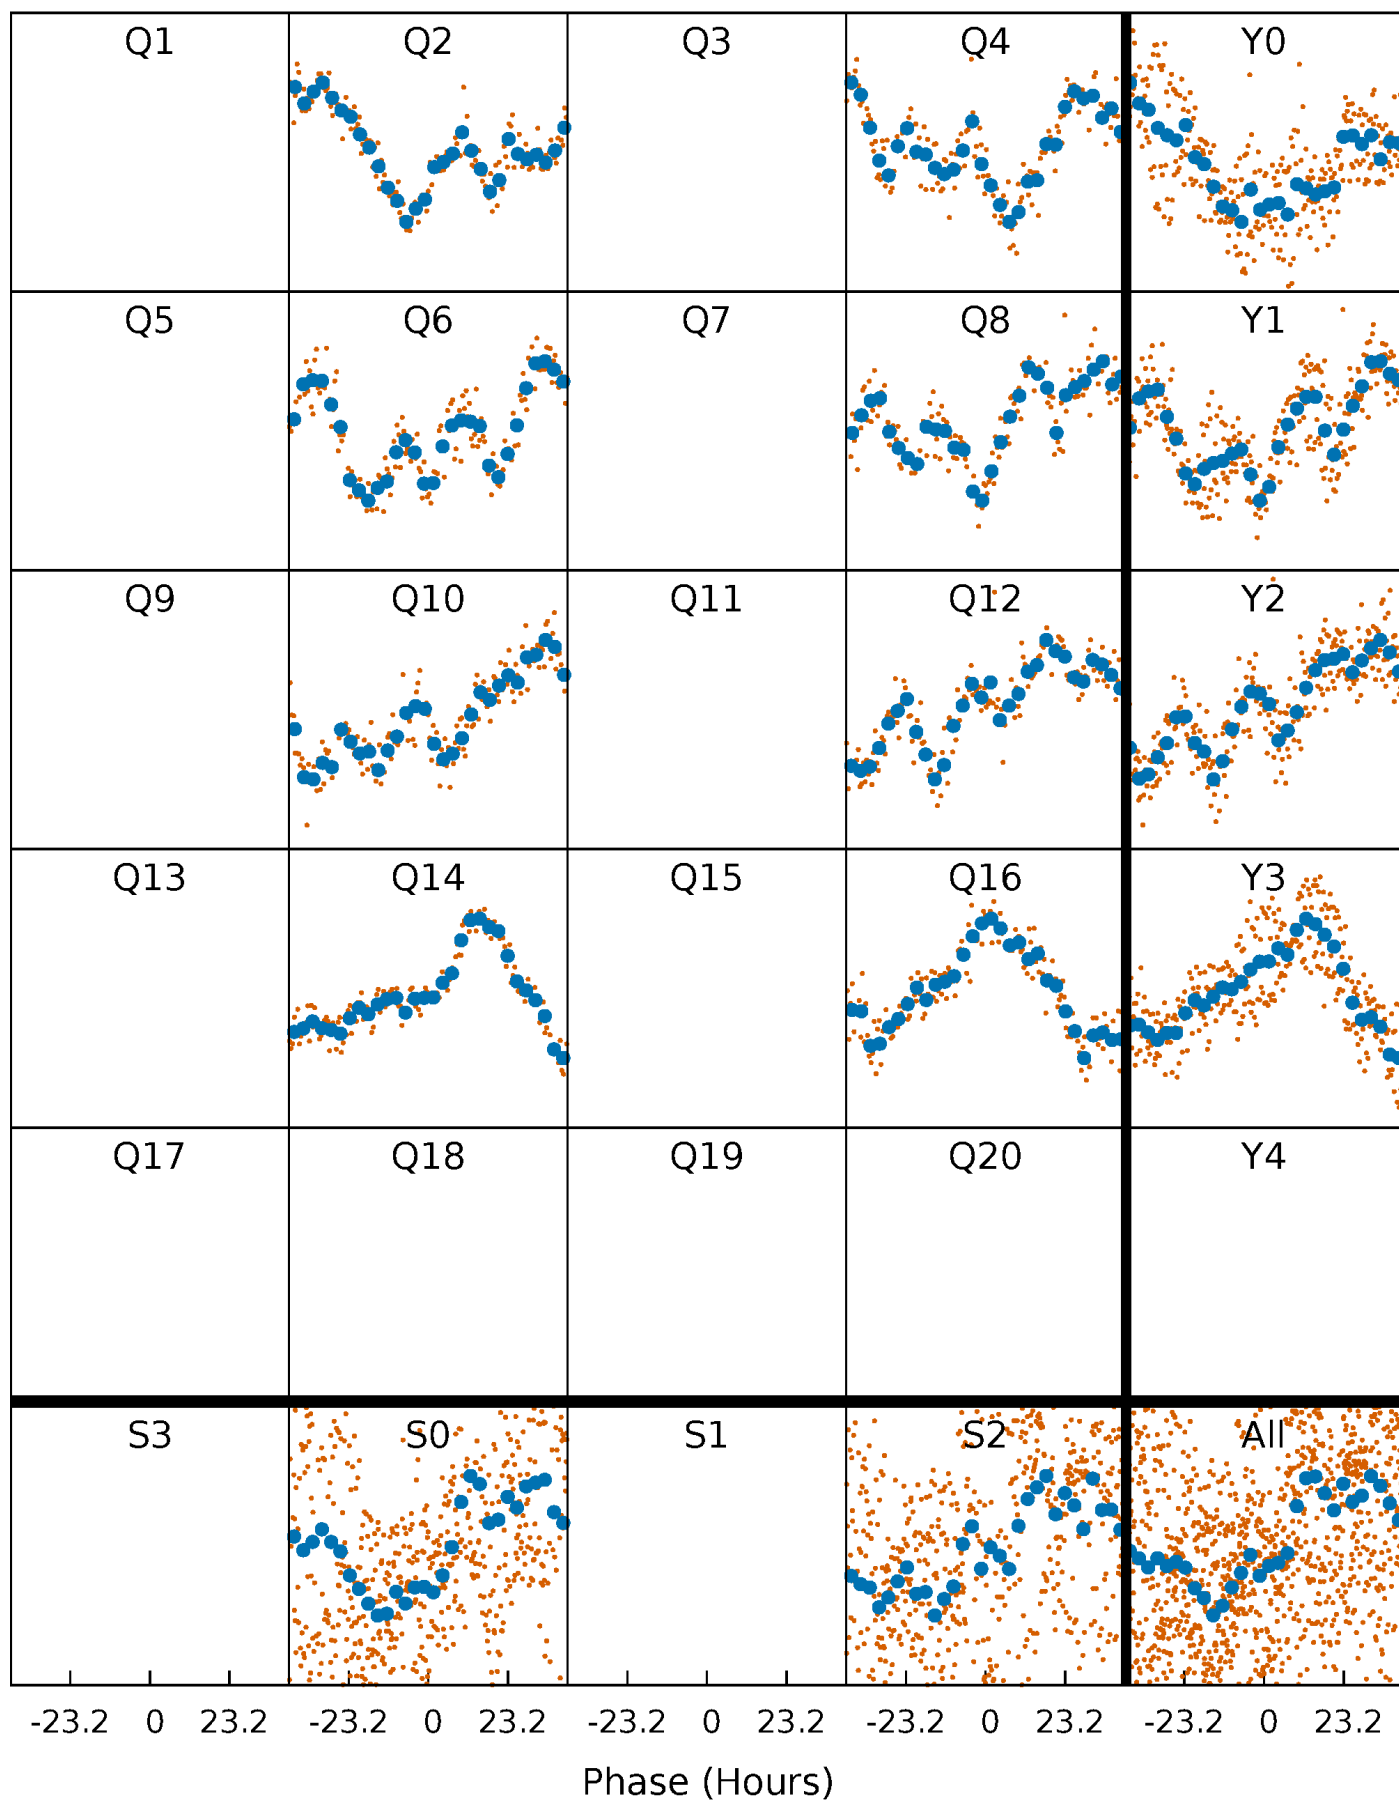 Q1 Q2 Q3 Q4 Y0
Q5 Q6 Q7 Q8 Y1
Q9 Q10 Q11 Q12 Y2
Q13 Q14 Q15 Q16 Y3
Q17 Q18 Q19 Q20 Y4
S3 S0 S1 S2 All
-23.2 0 23.2 -23.2 0 23.2 -23.2 0 23.2 -23.2 0 23.2 -23.2 0 23.2
Phase (Hours)